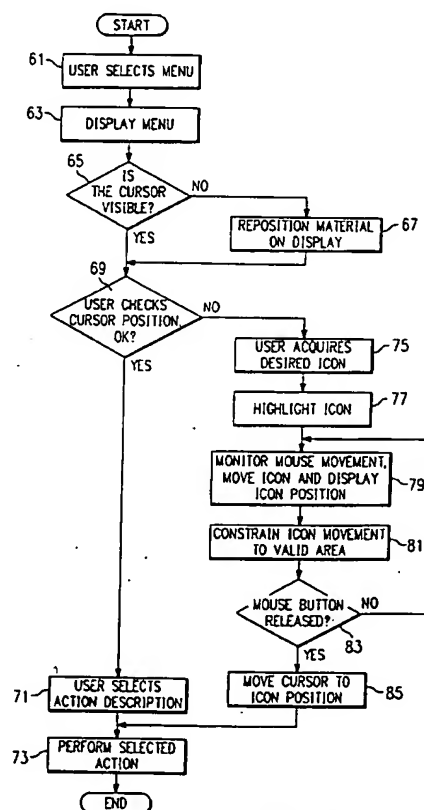 START
61
USER SELECTS MENU
63
DISPLAY MENU
65
IS
THE CURSOR
VISIBLE?
NO
YES
REPOSITION MATERIAL
ON DISPLAY
67
69
USER CHECKS
CURSOR POSITION,
OK?
NO
YES
USER ACQUIRES
DESIRED ICON
75
HIGHLIGHT ICON
77
MONITOR MOUSE MOVEMENT,
MOVE ICON AND DISPLAY
ICON POSITION
79
CONSTRAIN ICON MOVEMENT
TO VALID AREA
81
MOUSE BUTTON
RELEASED?
NO
83
YES
71
USER SELECTS
ACTION DESCRIPTION
MOVE CURSOR TO
ICON POSITION
85
73
PERFORM SELECTED
ACTION
END